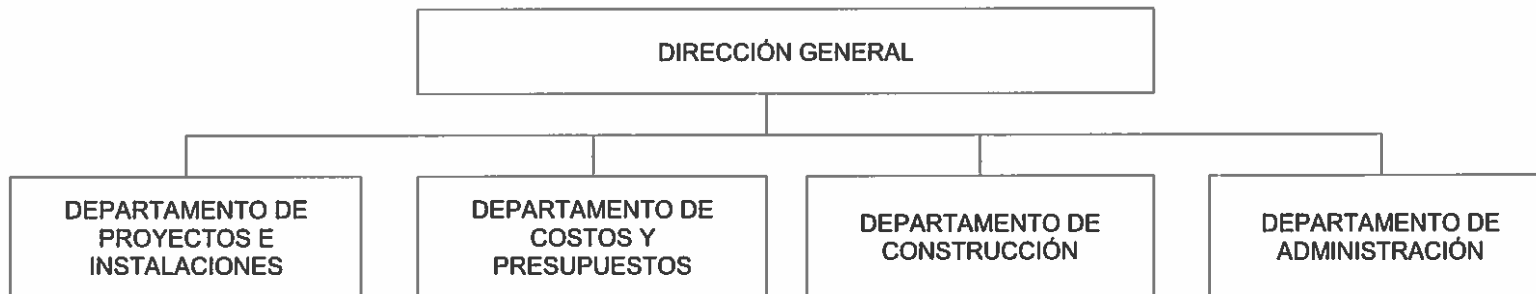 DIRECCIÓN GENERAL
DEPARTAMENTO DE
PROYECTOS E
INSTALACIONES
DEPARTAMENTO DE
COSTOS Y
PRESUPUESTOS
DEPARTAMENTO DE
CONSTRUCCIÓN
DEPARTAMENTO DE
ADMINISTRACIÓN